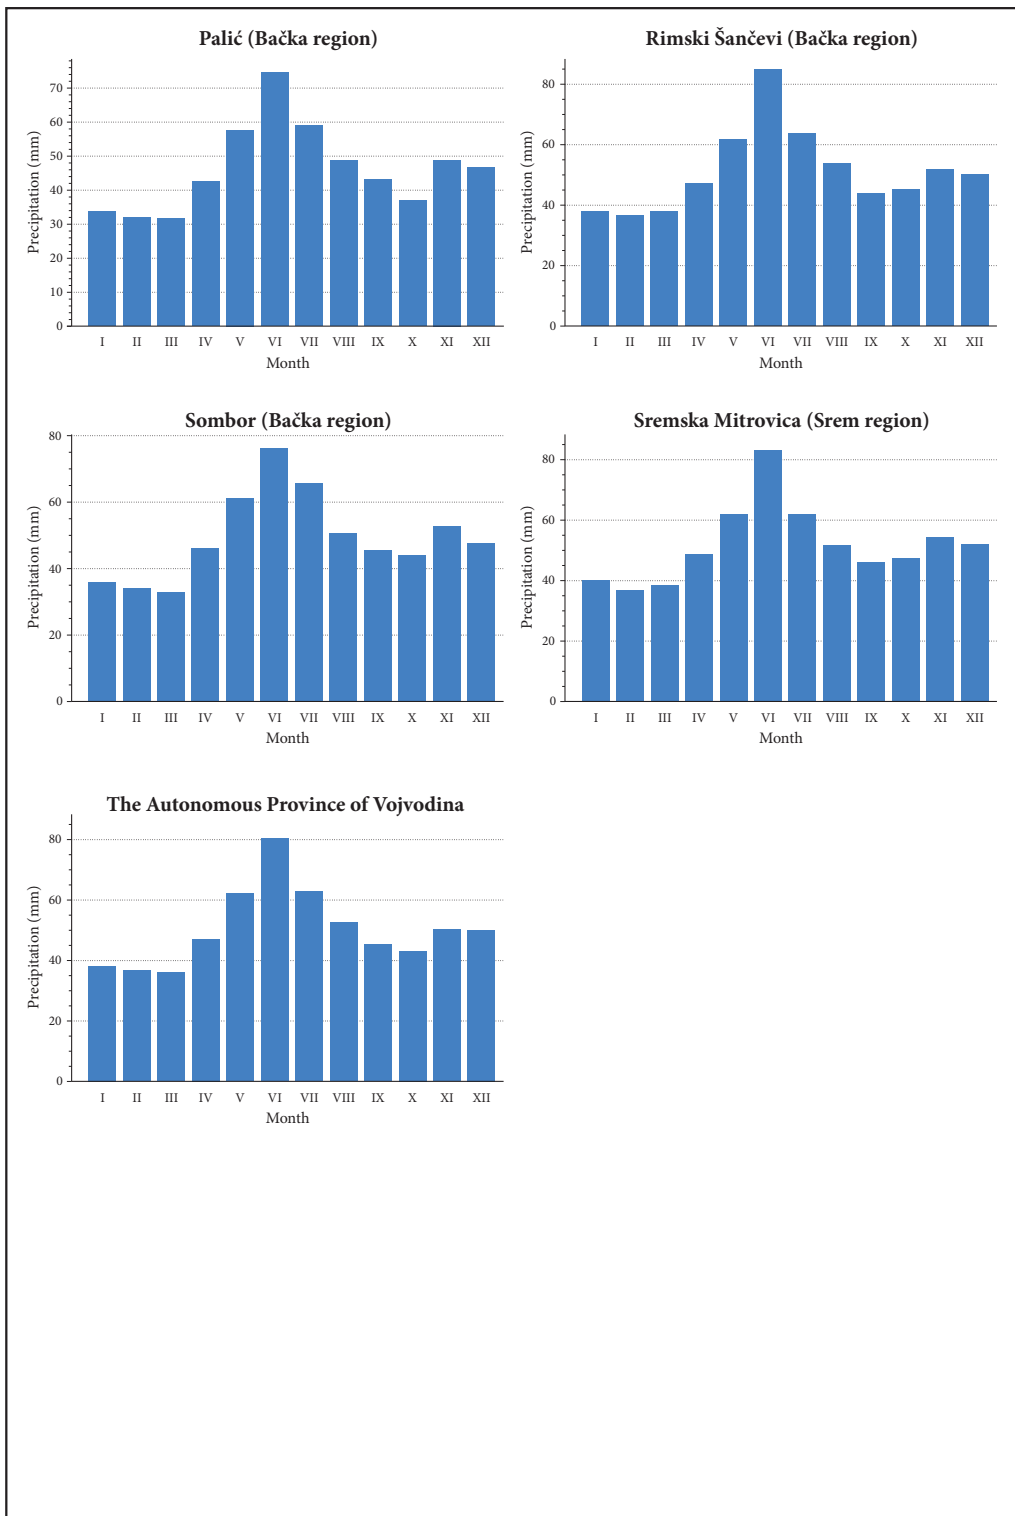 Palić (Bačka region)
Precipitation (mm)
70
60
50
40
30
20
10
0
I II III IV V VI VII VIII IX X XI XII
Month
Rimski Šančevi (Bačka region)
Precipitation (mm)
80
60
40
20
0
I II III IV V VI VII VIII IX X XI XII
Month
Sombor (Bačka region)
Precipitation (mm)
80
60
40
20
0
I II III IV V VI VII VIII IX X XI XII
Month
Sremska Mitrovica (Srem region)
Precipitation (mm)
80
60
40
20
0
I II III IV V VI VII VIII IX X XI XII
Month
The Autonomous Province of Vojvodina
Precipitation (mm)
80
60
40
20
0
I II III IV V VI VII VIII IX X XI XII
Month